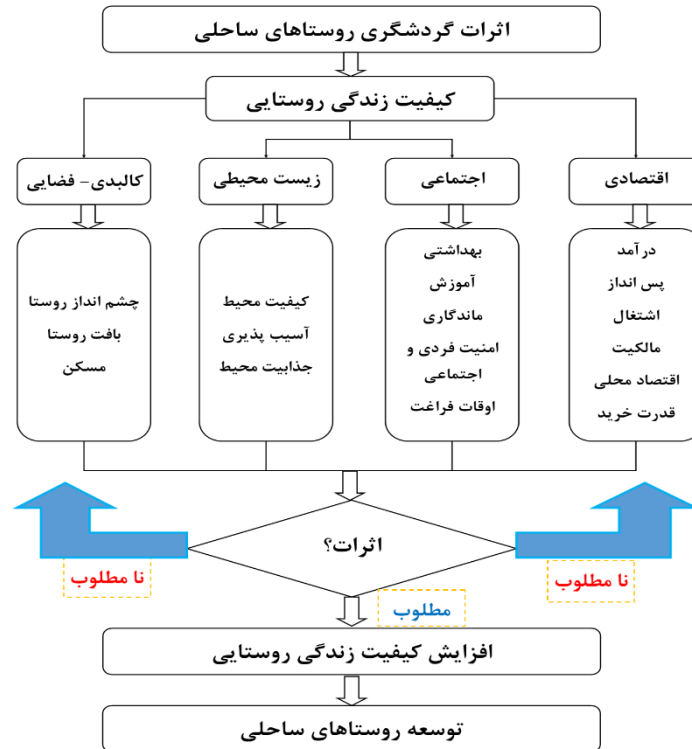 اثرات گردشگری روستاهای ساحلی
کیفیت زندگی روستایی
اقتصادی
اجتماعی
زیست محیطی
کالبدی- فضایی
درآمد
پس انداز
اشتغال
مالکیت
اقتصاد محلی
قدرت خرید
بهداشتی
آموزش
ماندگاری
امنیت فردی و
اجتماعی
اوقات فراغت
کیفیت محیط
آسیب پذیری
جذابیت محیط
چشم انداز روستا
بافت روستا
مسکن
اثرات؟
نا مطلوب
نا مطلوب
مطلوب
افزایش کیفیت زندگی روستایی
توسعه روستاهای ساحلی